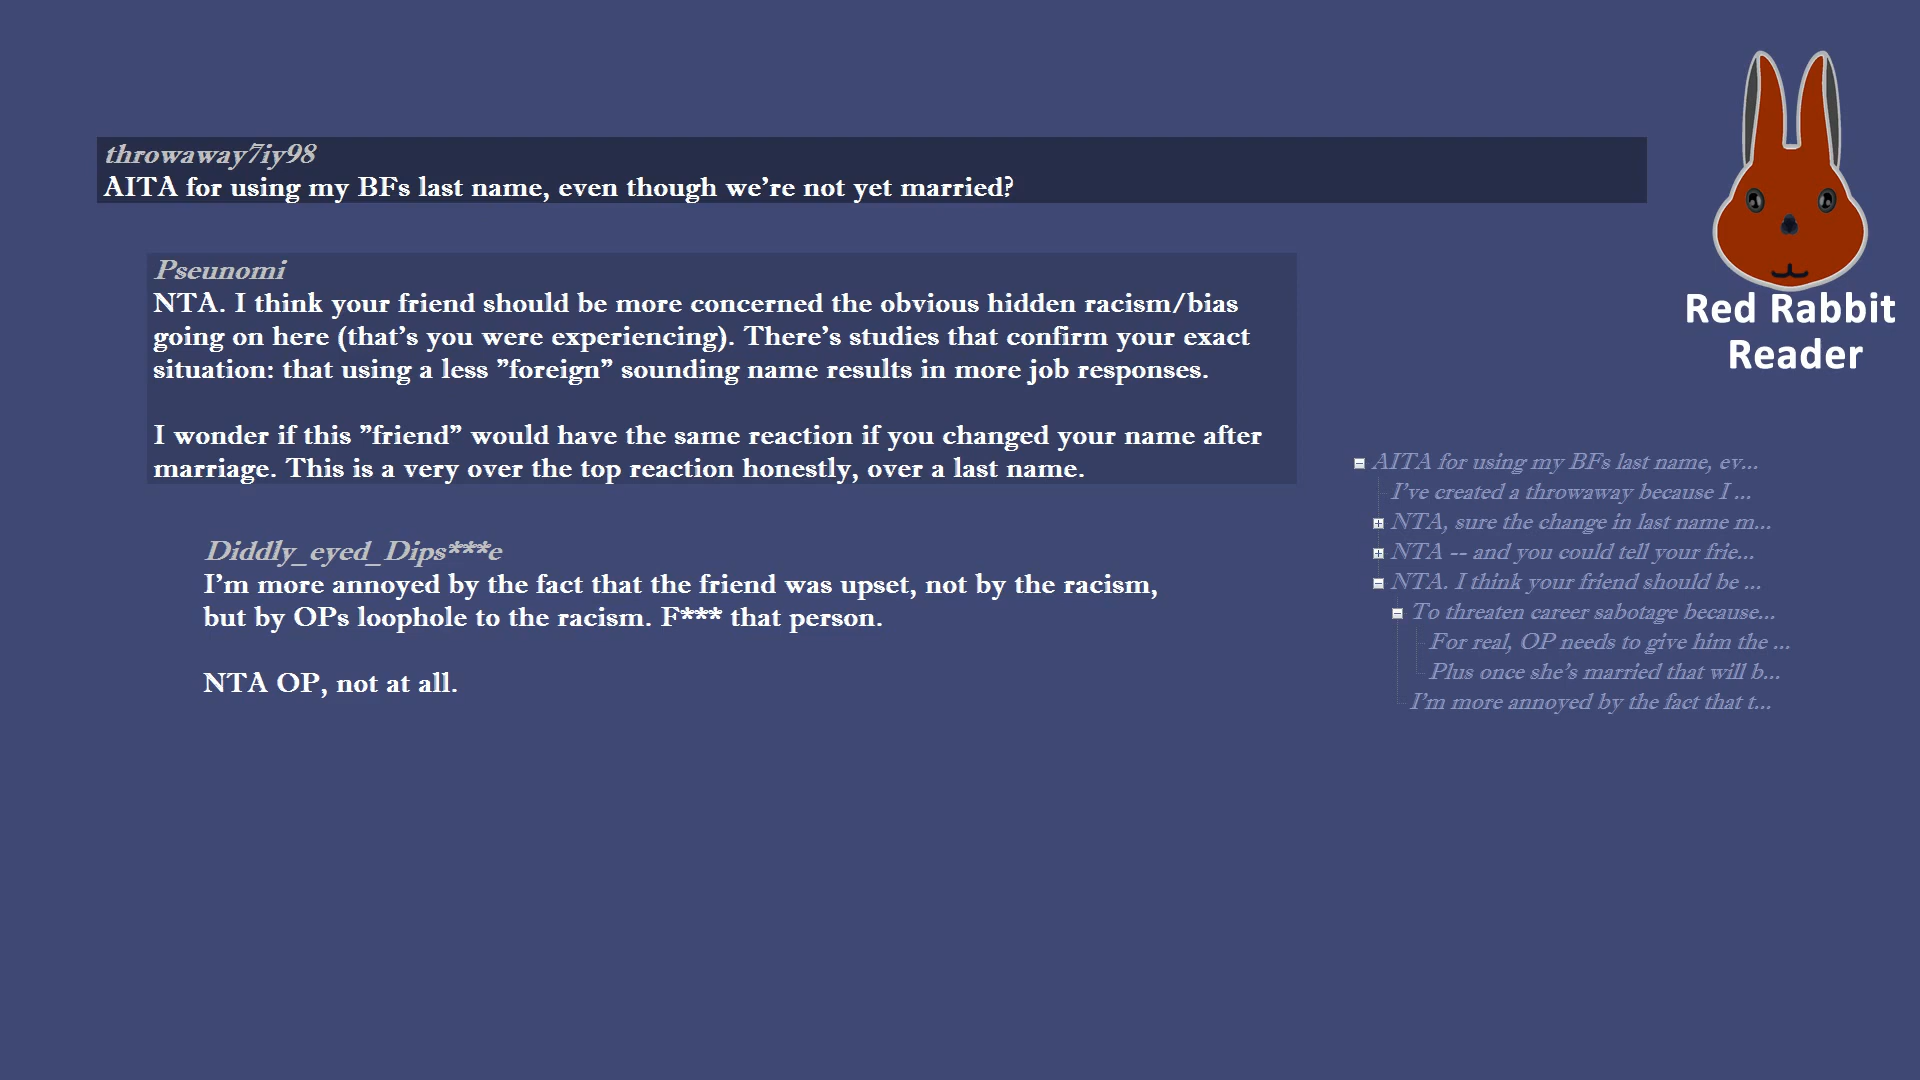 throwaway7iy98
AITA for using my BFs last name, even though we're not yet married?
Pseunomi
NTA. I think your friend should be more concerned the obvious hidden racism/bias
going on here (that's you were experiencing). There's studies that confirm your exact
situation: that using a less "foreign" sounding name results in more job responses.
I wonder if this "friend" would have the same reaction if you changed your name after
marriage. This is a very over the top reaction honestly, over a last name.
Diddly_eyed_Dips***e
I'm more annoyed by the fact that the friend was upset, not by the racism,
but by OPs loophole to the racism. F*** that person.
NTA OP, not at all.
Red Rabbit
Reader
AITA for using my BFs last name, ev...
I've created a throwaway because I ...
NTA, sure the change in last name m...
NTA -- and you could tell your frie...
NTA. I think your friend should be ...
To threaten career sabotage because...
For real, OP needs to give him the ...
Plus once she's married that will b...
I'm more annoyed by the fact that t...